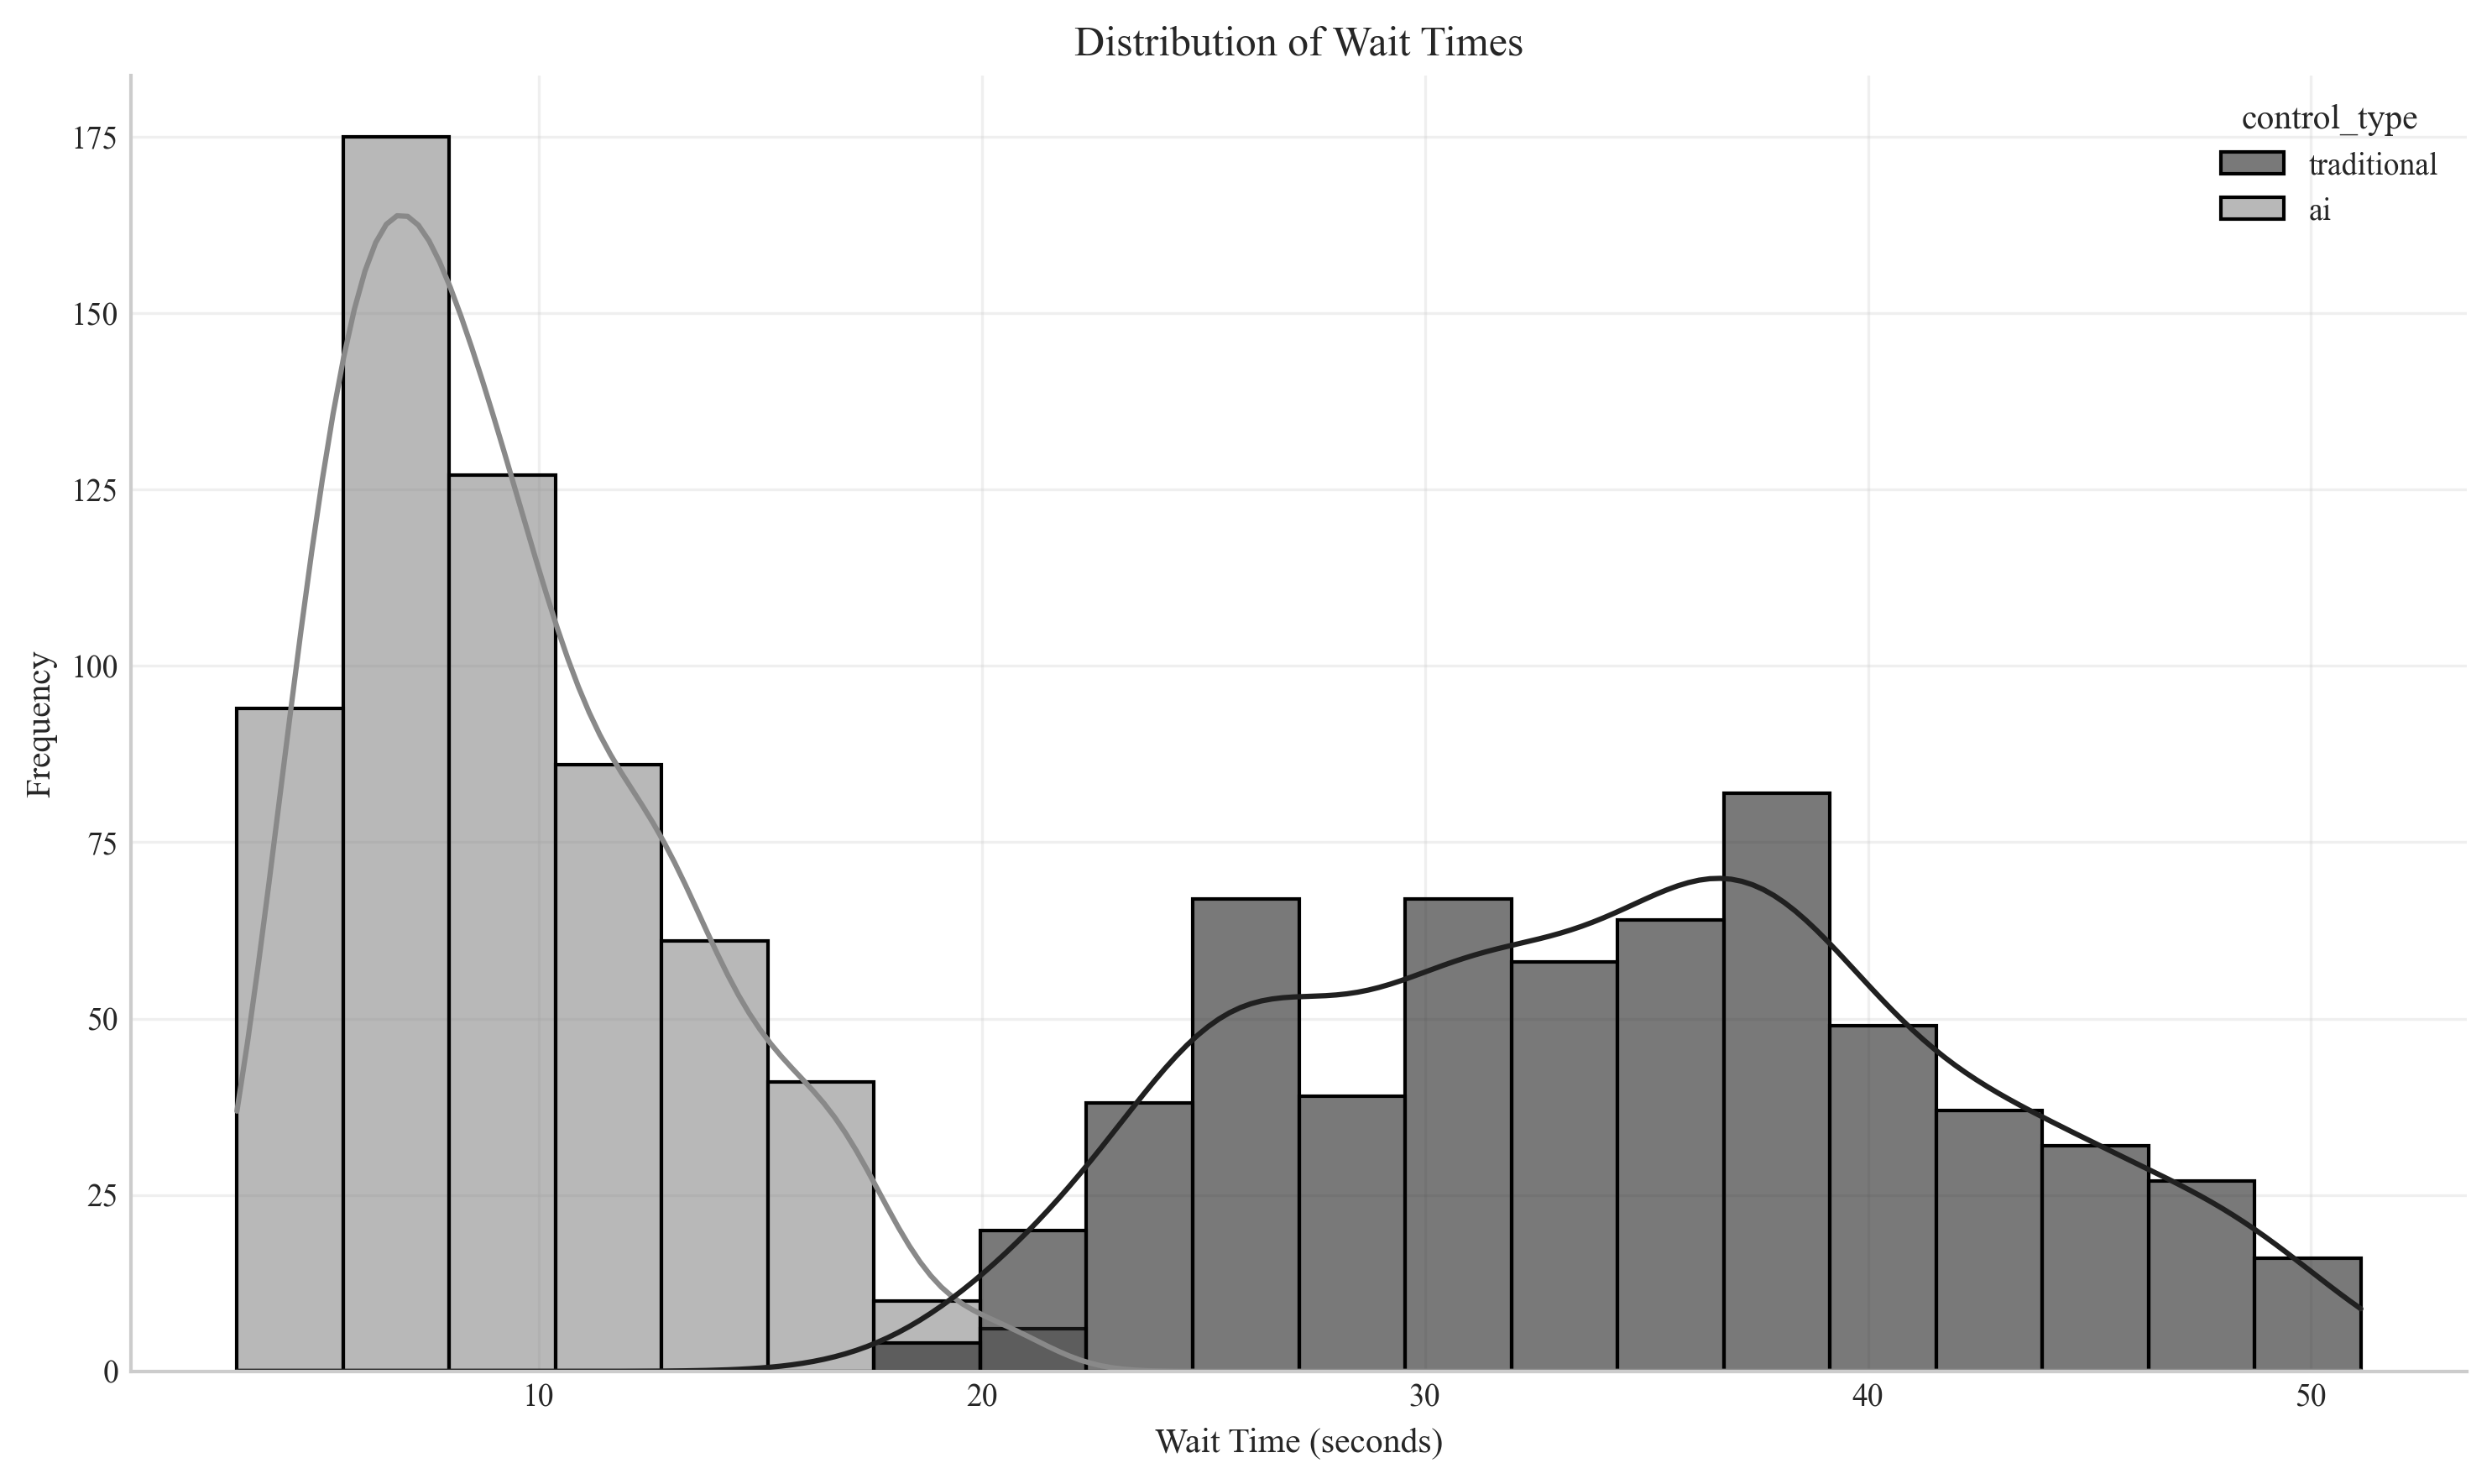 Distribution of Wait Times
control_type
traditional
ai
175
150
125
100
75
50
25
0
Frequency
10 20 30 40 50
Wait Time (seconds)